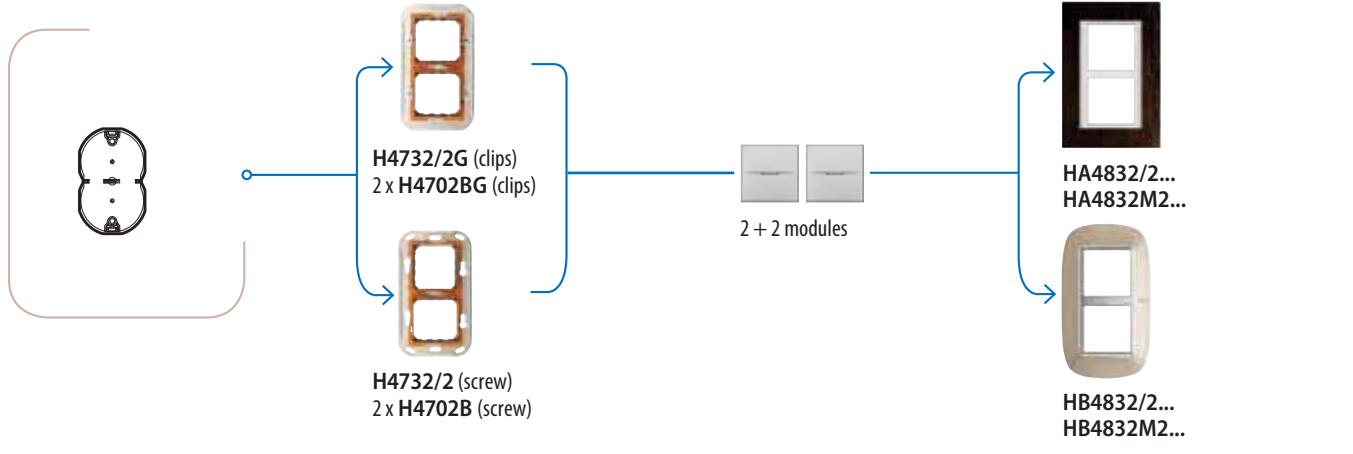 H4732/2G (clips)
2 x H4702BG (clips)
H4732/2 (screw)
2 x H4702B (screw)
2 + 2 modules
HA4832/2...
HA4832M2...
HB4832/2...
HB4832M2...